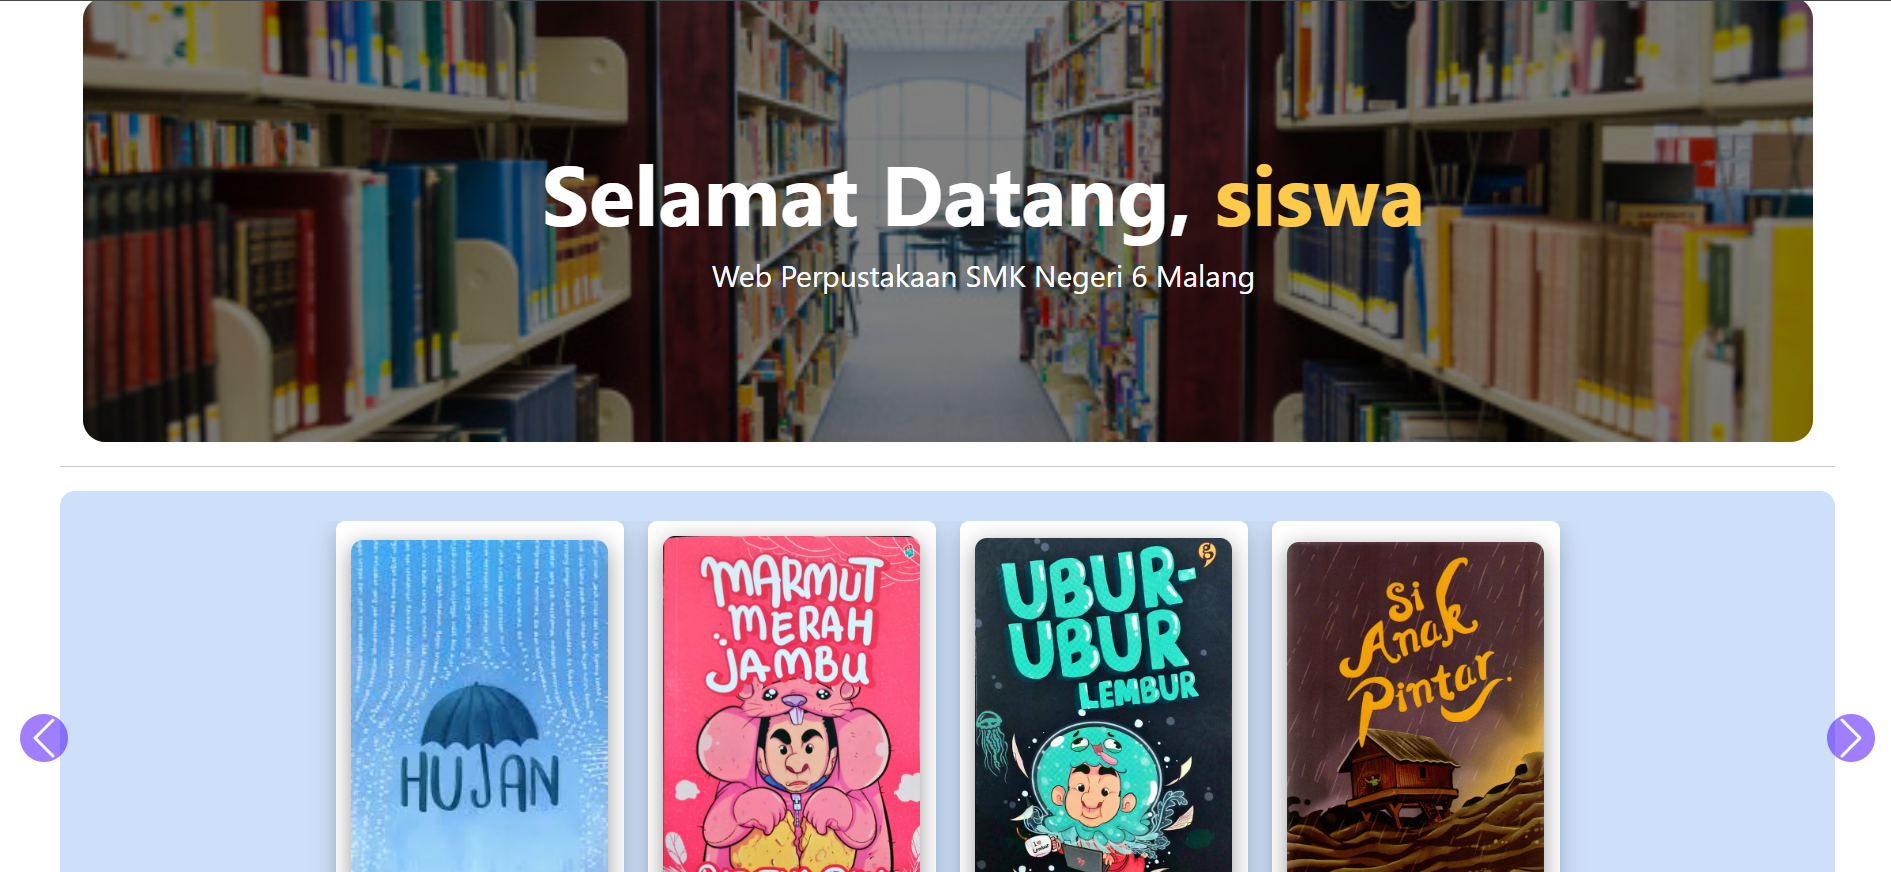 Selamat Datang, siswa
Web Perpustakaan SMK Negeri 6 Malang
HUJAN
MARMUT
MERAH
JAMBU
UBUR-
UBUR
LEMBUR
Si
Anak
Pintar